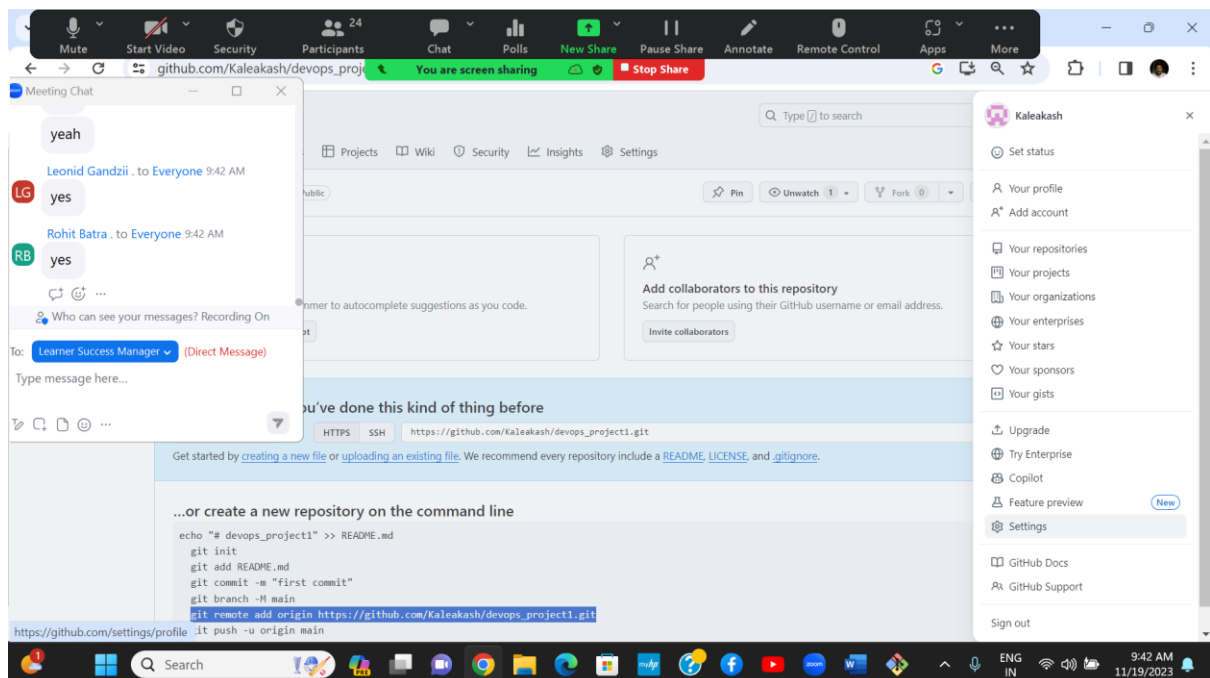 24
Mute Start Video Security Participants Chat Polls New Share Pause Share Annotate Remote Control Apps More
github.com/Kaleakash/devops_proj
You are screen sharing
Stop Share
Meeting Chat
yeah
Leonid Gandzii . to Everyone 9:42 AM
LG
yes
Rohit Batra . to Everyone 9:42 AM
RB
yes
Who can see your messages? Recording On
To: Learner Success Manager (Direct Message)
Type message here...
Type / to search
Projects Wiki Security Insights Settings
Public
Pin Unwatch 1 Fork 0
Add collaborators to this repository
Search for people using their GitHub username or email address.
Invite collaborators
mmer to autocomplete suggestions as you code.
ot
ou've done this kind of thing before
HTTPS SSH https://github.com/Kaleakash/devops_project1.git
Get started by creating a new file or uploading an existing file. We recommend every repository include a README, LICENSE, and .gitignore.
...or create a new repository on the command line
echo "# devops_project1" >> README.md
git init
git add README.md
git commit -m "first commit"
git branch -M main
git remote add origin https://github.com/Kaleakash/devops_project1.git
git push -u origin main
https://github.com/settings/profile
Kaleakash
Set status
Your profile
Add account
Your repositories
Your projects
Your organizations
Your enterprises
Your stars
Your sponsors
Your gists
Upgrade
Try Enterprise
Copilot
Feature preview New
Settings
GitHub Docs
GitHub Support
Sign out
Search
PRE
zoom
ENG
IN
9:42 AM
11/19/2023